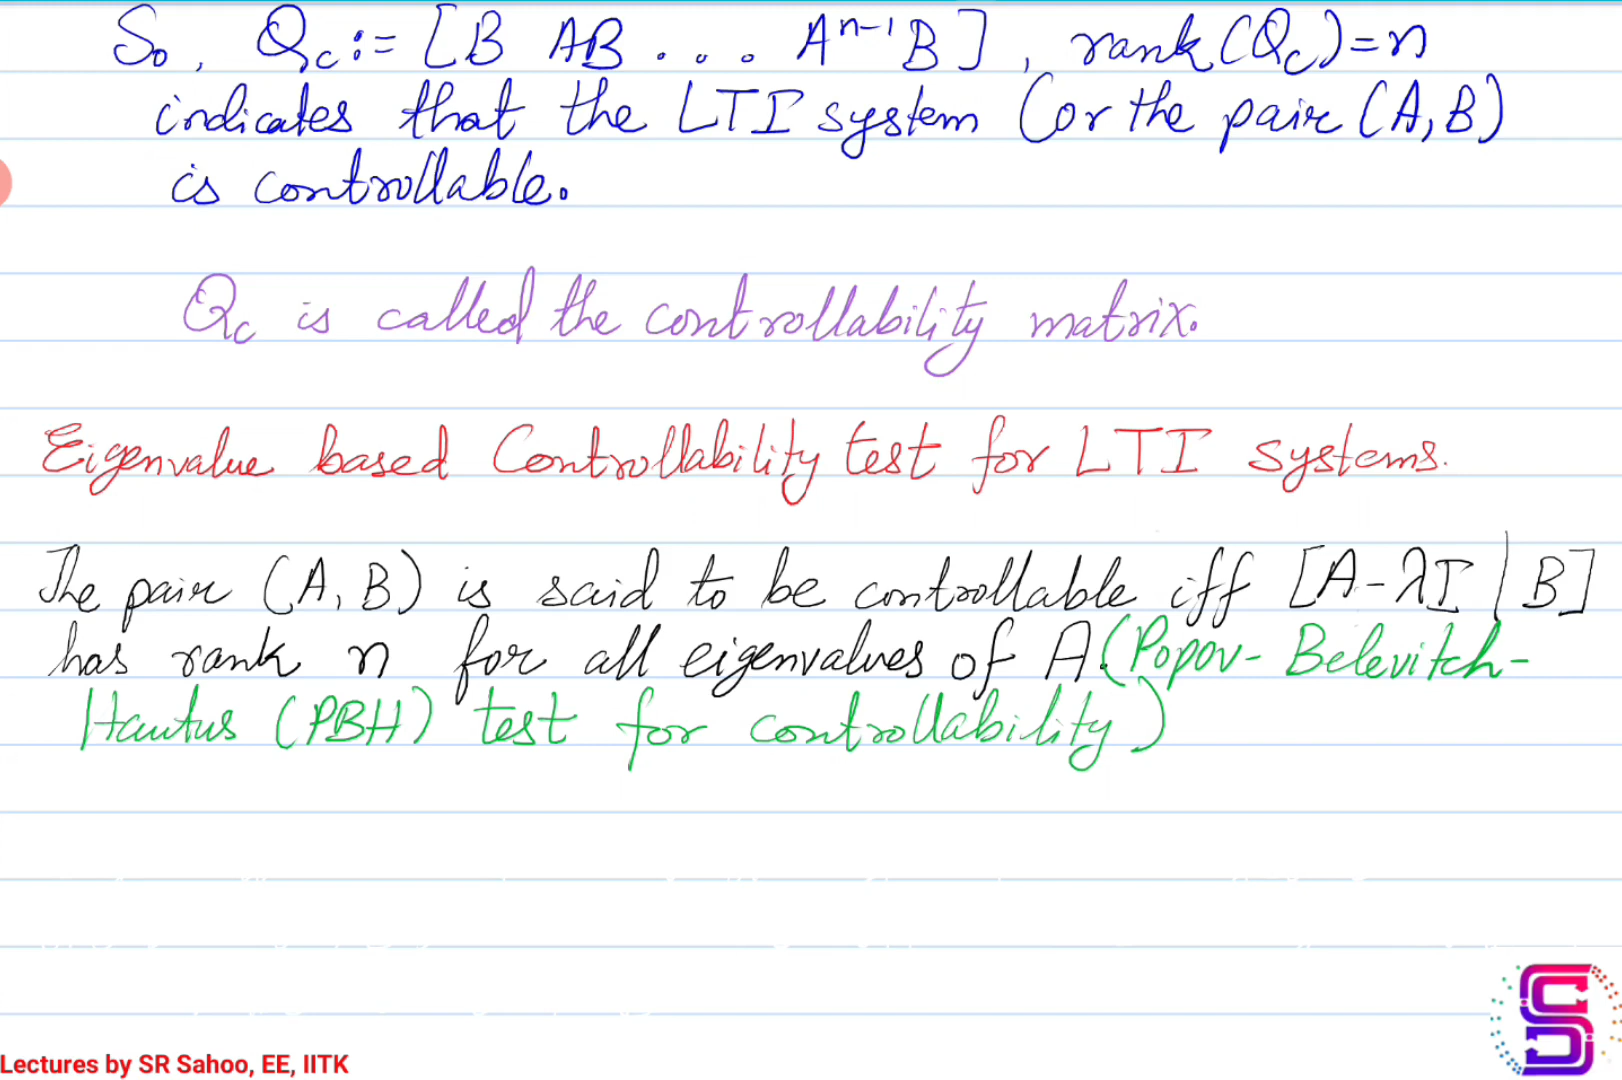 So, Qc := [B AB . . . . Aⁿ⁻¹B], rank(Qc)=n
indicates that the LTI system (or the pair (A,B)
is controllable.
Qc is called the controllability matrix.
Eigenvalue based Controllability test for LTI systems.
The pair (A, B) is said to be controllable iff [A-λI | B]
has rank n for all eigenvalues of A. (Popov-Belevitch-
Hautus (PBH) test for controllability)
Lectures by SR Sahoo, EE, IITK